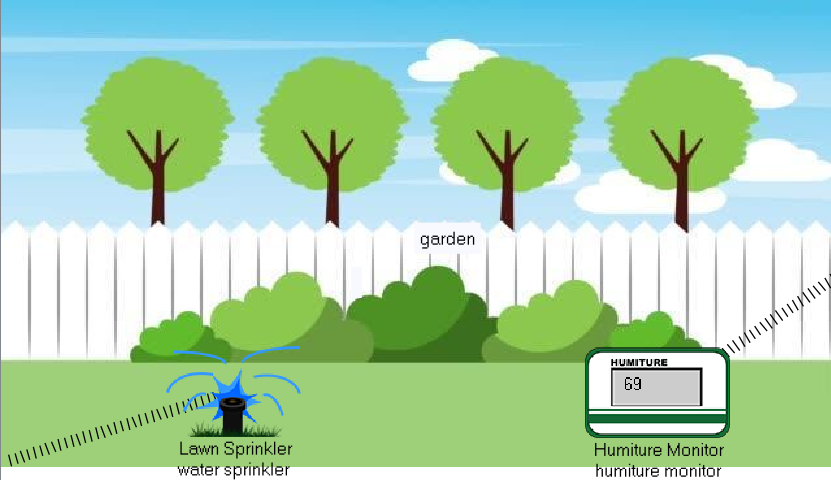 garden
HUMITURE
69
Lawn Sprinkler
water sprinkler
Humiture Monitor
humiture monitor